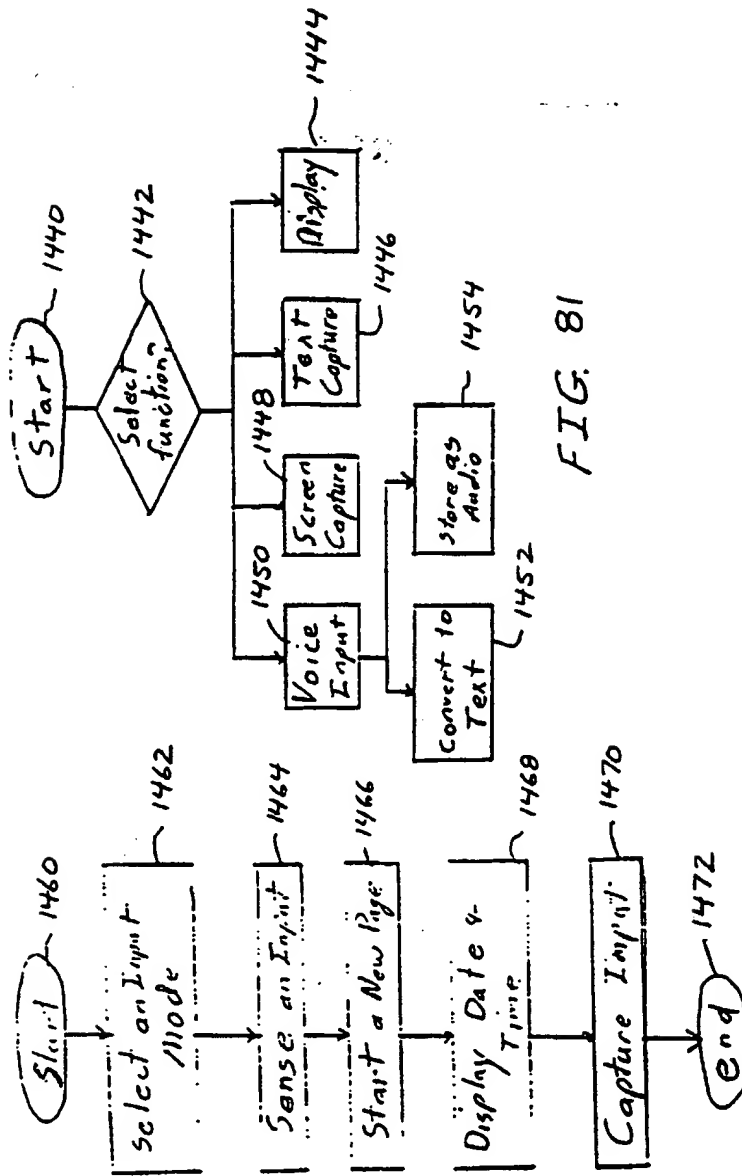 Start
1440
Select
function
1442
Voice
Input
1450
Screen
Capture
1448
Text
Capture
1446
Display
1444
Convert to
Text
1452
Store as
Audio
1454
FIG. 81
Start
1460
Select an Input
Mode
1462
Sense an Input
1464
Start a New Page
1466
Display Date &
Time
1468
Capture Input
1470
end
1472